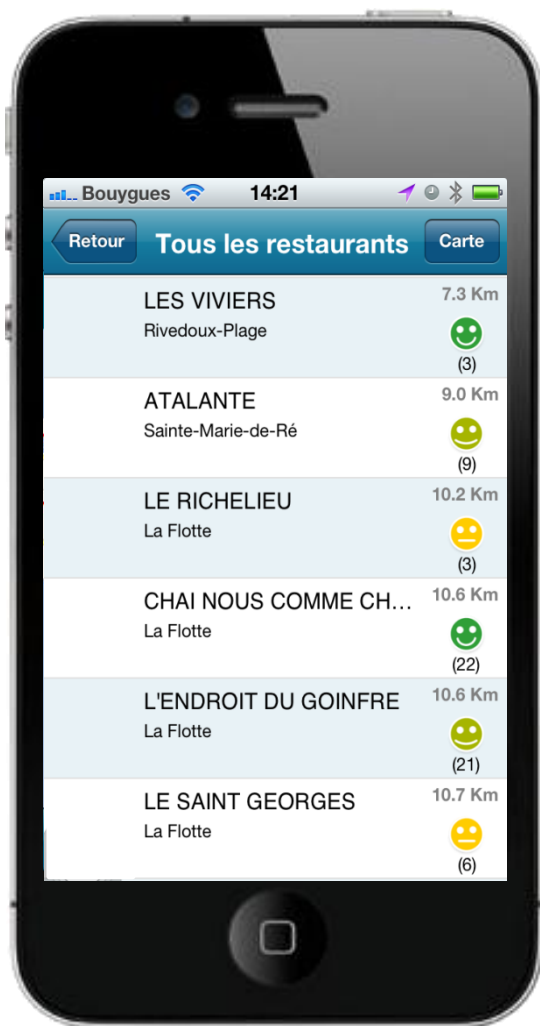 Bouygues 14:21
Retour Tous les restaurants Carte
LES VIVIERS 7.3 Km
Rivedoux-Plage
(3)
ATALANTE 9.0 Km
Sainte-Marie-de-Ré
(9)
LE RICHELIEU 10.2 Km
La Flotte
(3)
CHAI NOUS COMME CH... 10.6 Km
La Flotte
(22)
L'ENDROIT DU GOINFRE 10.6 Km
La Flotte
(21)
LE SAINT GEORGES 10.7 Km
La Flotte
(6)